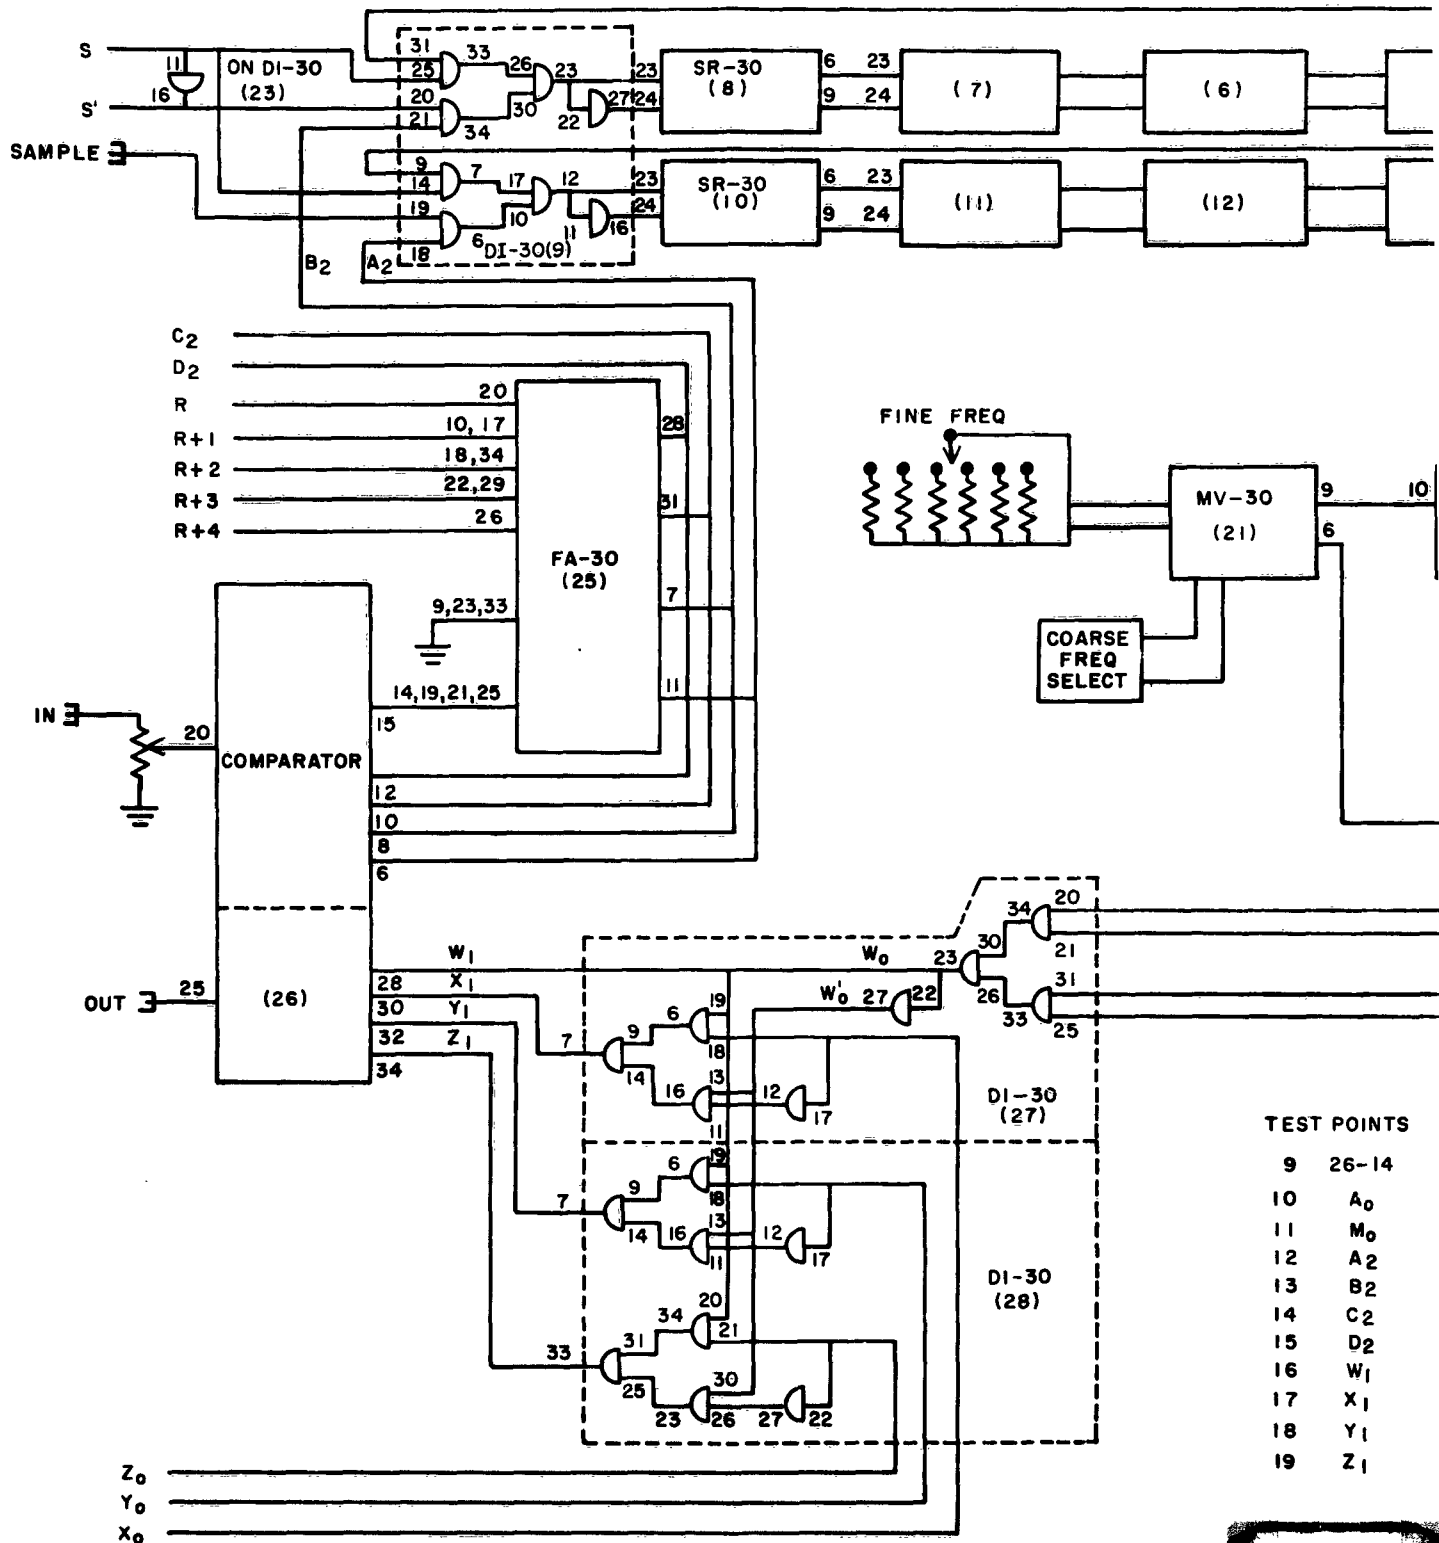 S
11
ON DI-30
(23)
16
S'
SAMPLE
31
33
25
26
23
20
30
27
21
34
22
9
7
14
17
12
19
10
6
11
16
18
DI-30(9)
B2
A2
23
24
SR-30
(8)
6 23
9 24
(7)
(6)
23
24
SR-30
(10)
6 23
9 24
(11)
(12)
C2
D2
R
R+1
R+2
R+3
R+4
20
10, 17
18,34
22,29
26
9,23,33
14,19,21,25
FA-30
(25)
28
31
7
11
FINE FREQ
MV-30
(21)
9
10
6
COARSE
FREQ
SELECT
IN
20
COMPARATOR
15
12
10
8
6
OUT
25
(26)
W1
28
X1
30
Y1
32
Z1
34
W0
W'0
20
34
21
30
23
26
31
33
25
27
22
19
6
9
18
7
14
13
16
12
11
17
DI-30
(27)
19
6
9
18
7
14
13
16
12
11
17
20
34
21
31
33
25
30
23
26
27
22
DI-30
(28)
Z0
Y0
X0
TEST POINTS
9 26-14
10 A0
11 M0
12 A2
13 B2
14 C2
15 D2
16 W1
17 X1
18 Y1
19 Z1